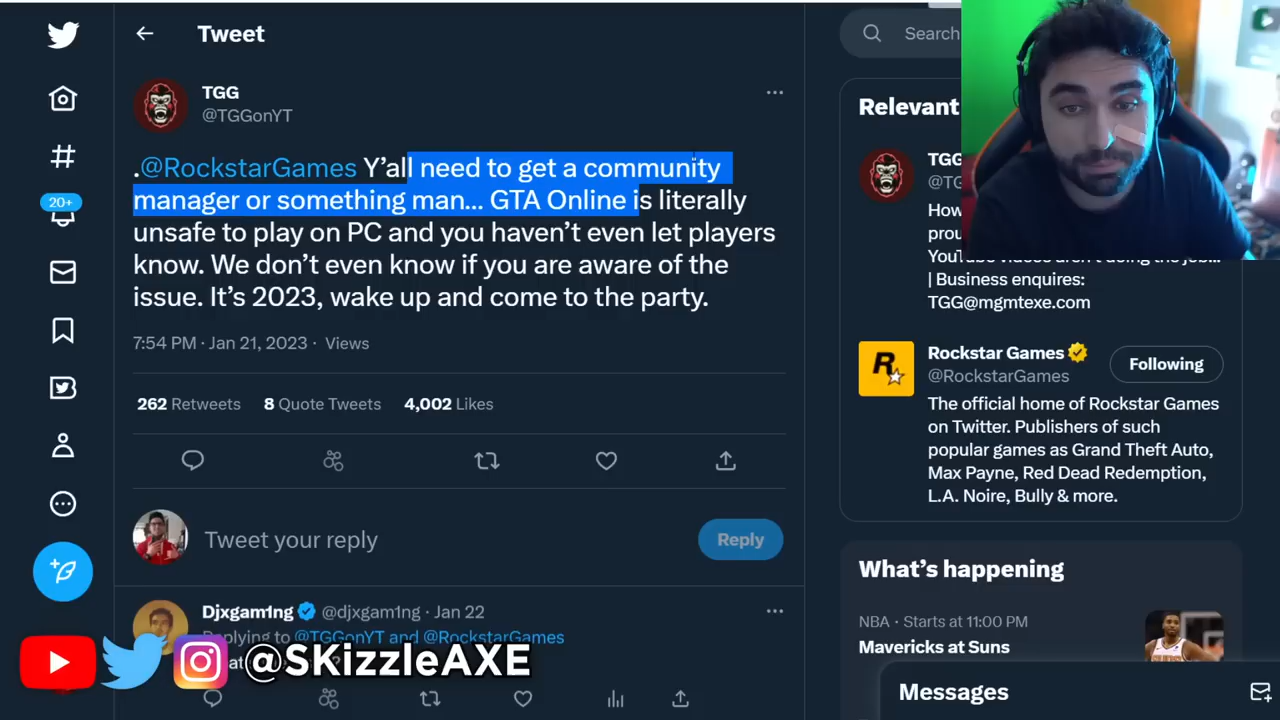 Tweet
Search
TGG
@TGGonYT
.@RockstarGames Y’all need to get a community
manager or something man... GTA Online is literally
unsafe to play on PC and you haven’t even let players
know. We don’t even know if you are aware of the
issue. It’s 2023, wake up and come to the party.
7:54 PM · Jan 21, 2023 · Views
262 Retweets 8 Quote Tweets 4,002 Likes
20+
Tweet your reply
Reply
Djxgam1ng @djxgam1ng · Jan 22
Replying to @TGGonYT and @RockstarGames
@SKizzleAXE
Relevant
TGG
| Business enquires:
TGG@mgmtexe.com
R
Rockstar Games
@RockstarGames
Following
The official home of Rockstar Games
on Twitter. Publishers of such
popular games as Grand Theft Auto,
Max Payne, Red Dead Redemption,
L.A. Noire, Bully & more.
What’s happening
NBA · Starts at 11:00 PM
Mavericks at Suns
Messages